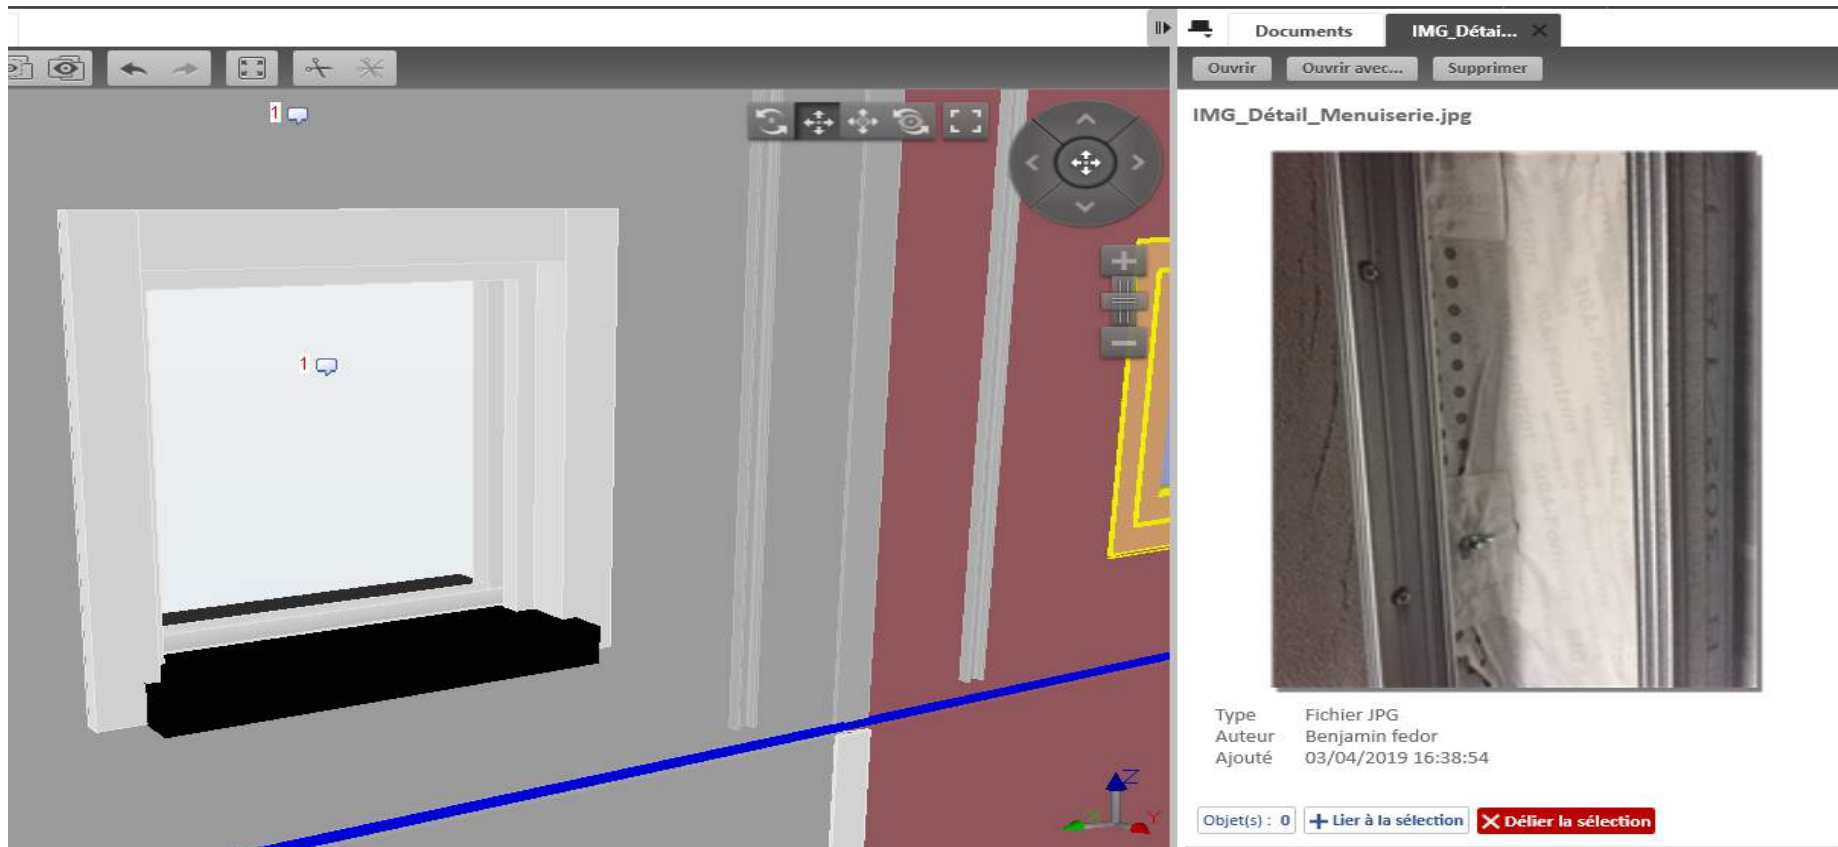 Documents
IMG_Détai...
Ouvrir
Ouvrir avec...
Supprimer
1
IMG_Détail_Menuiserie.jpg
1
Type Fichier JPG
Auteur Benjamin fedor
Ajouté 03/04/2019 16:38:54
Z
X
Y
Objet(s) : 0
Lier à la sélection
Délier la sélection